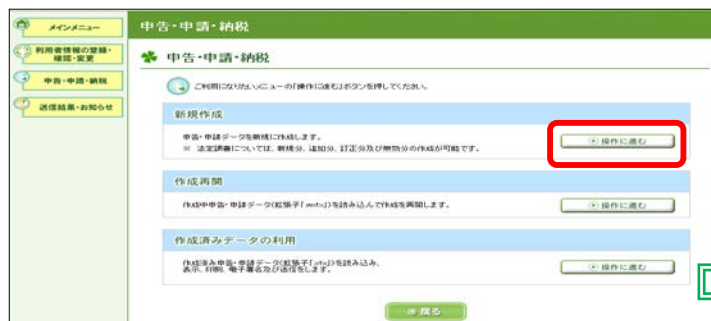 メインメニュー
利用者情報の登録・
確認・変更
申告・申請・納税
送信結果・お知らせ
申告・申請・納税
申告・申請・納税
ご利用になりたいメニューの「操作に進む」ボタンを押してください。
新規作成
申告・申請データを新規に作成します。
※ 法定調書については、新規分、追加分、訂正分及び無効分の作成が可能です。
操作に進む
作成再開
作成中申告・申請データ(拡張子「.wdx」)を読み込んで作成を再開します。
操作に進む
作成済みデータの利用
作成済み申告・申請データ(拡張子「.xtx」)を読み込み、
表示、印刷、電子署名及び送信をします。
操作に進む
戻る